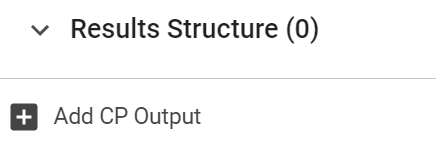 Results Structure (0)
Add CP Output